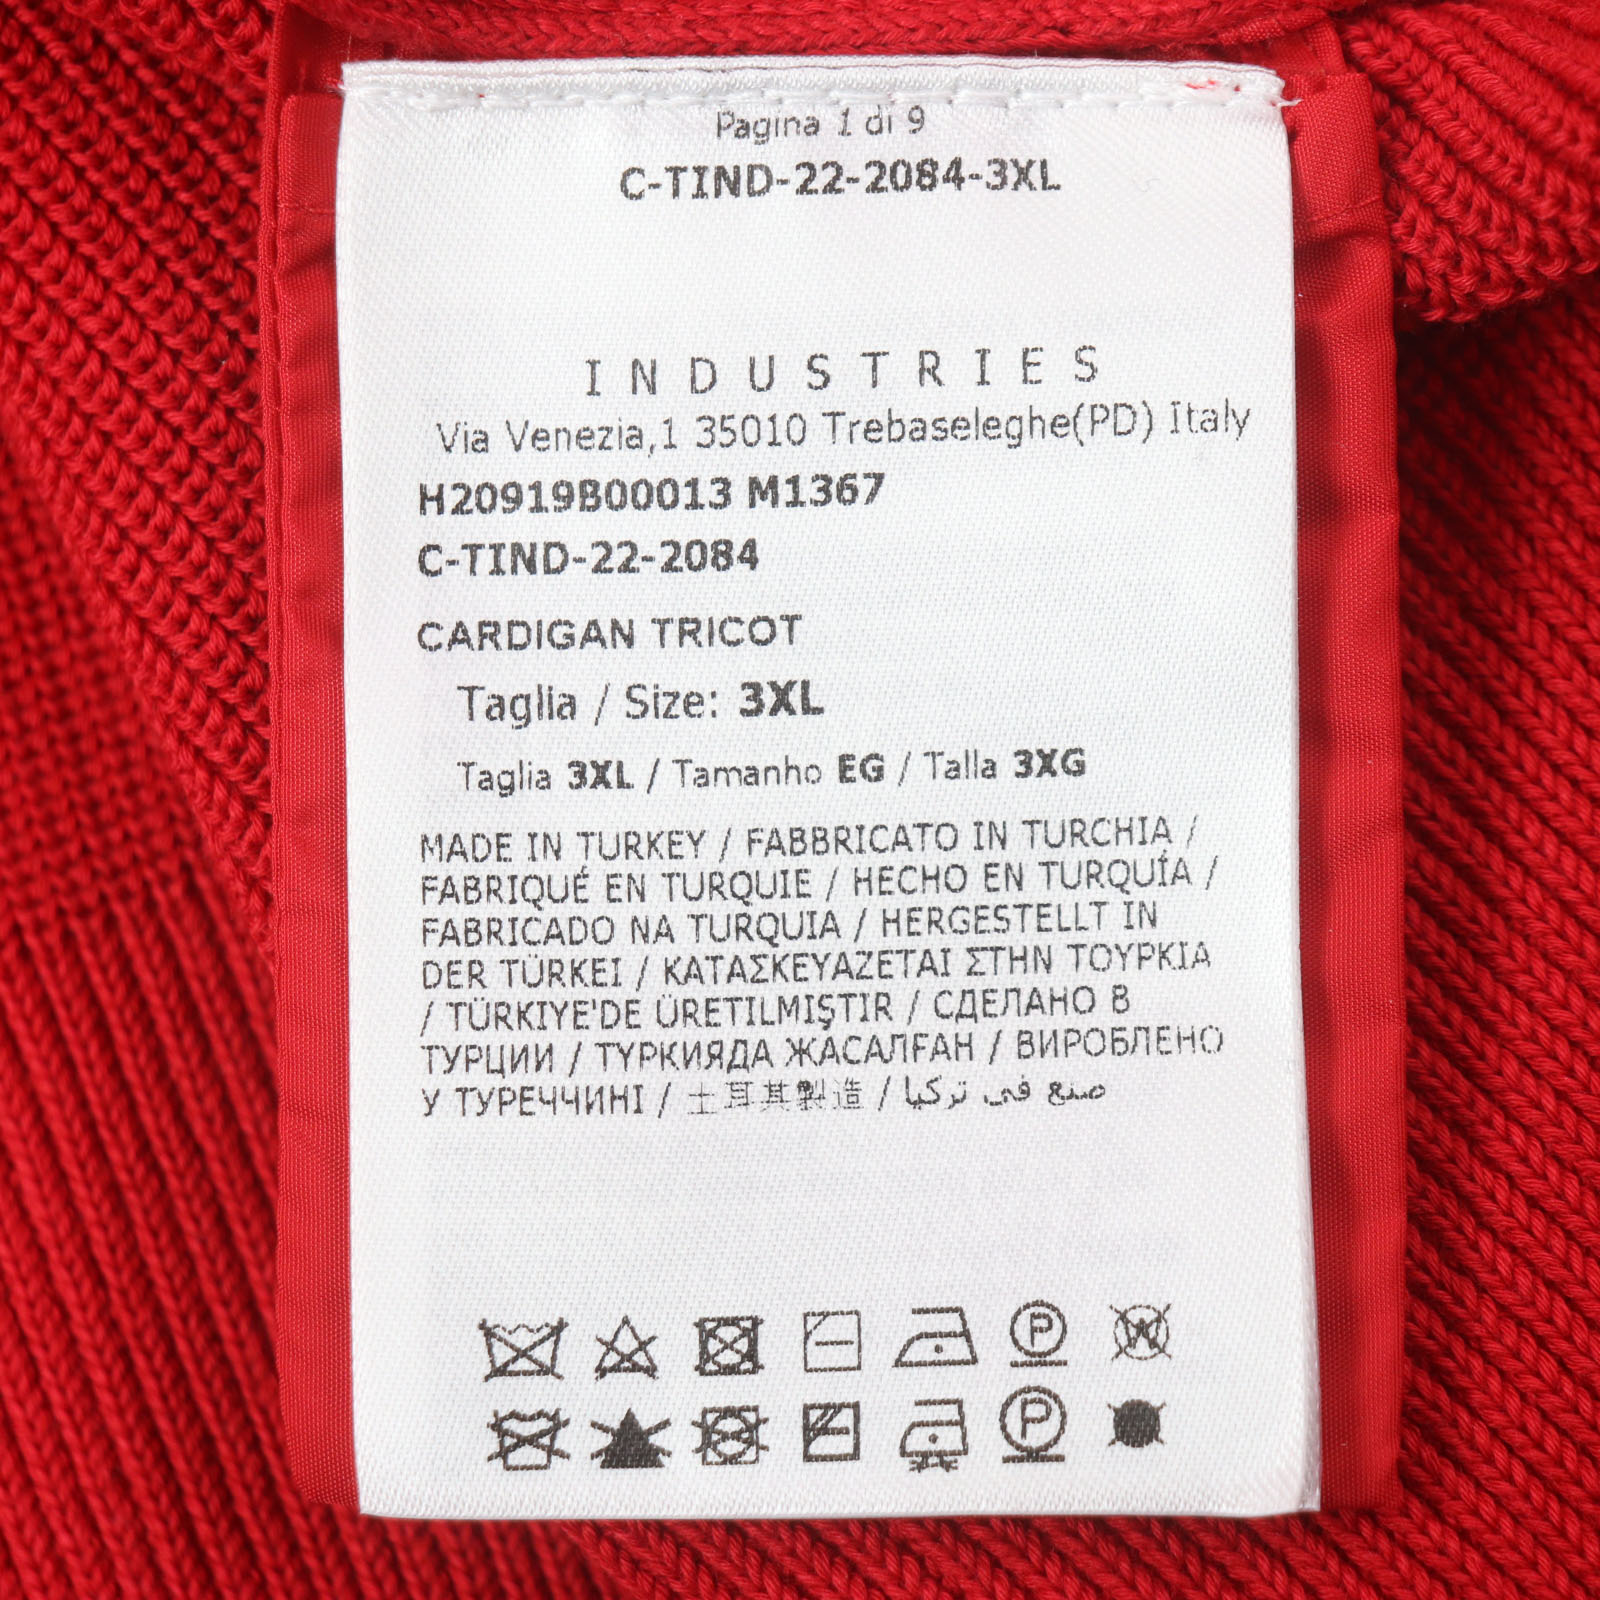 Pagina 1 di 9
C-TIND-22-2084-3XL
INDUSTRIES
Via Venezia,1 35010 Trebaseleghe(PD) Italy
H20919B00013 M1367
C-TIND-22-2084
CARDIGAN TRICOT
Taglia / Size: 3XL
Taglia 3XL / Tamanho EG / Talla 3XG
MADE IN TURKEY / FABBRICATO IN TURCHIA /
FABRIQUÉ EN TURQUIE / HECHO EN TURQUÍA /
FABRICADO NA TURQUIA / HERGESTELLT IN
DER TÜRKEI / ΚΑΤΑΣΚΕΥΑΖΕΤΑΙ ΣΤΗΝ ΤΟΥΡΚΙΑ
/ TÜRKIYE'DE ÜRETILMIŞTIR / СДЕЛАНО В
ТУРЦИИ / ТҮРКИЯДА ЖАСАЛҒАН / ВИРОБЛЕНО
У ТУРЕЧЧИНІ / 土耳其製造 / صنع في تركيا
P W
P